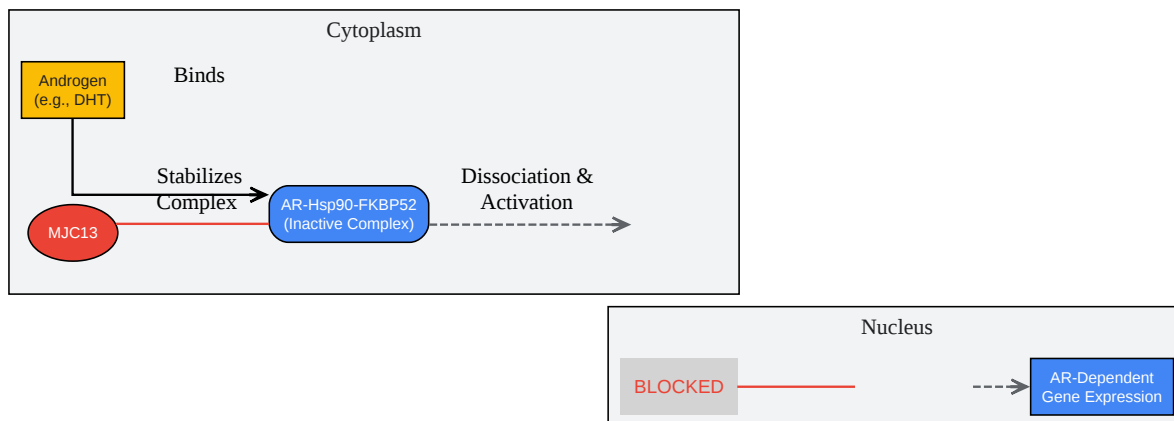 Cytoplasm
Androgen
(e.g., DHT)
Binds
Stabilizes
Complex
MJC13
AR-Hsp90-FKBP52
(Inactive Complex)
Dissociation &
Activation
Nucleus
BLOCKED
AR-Dependent
Gene Expression